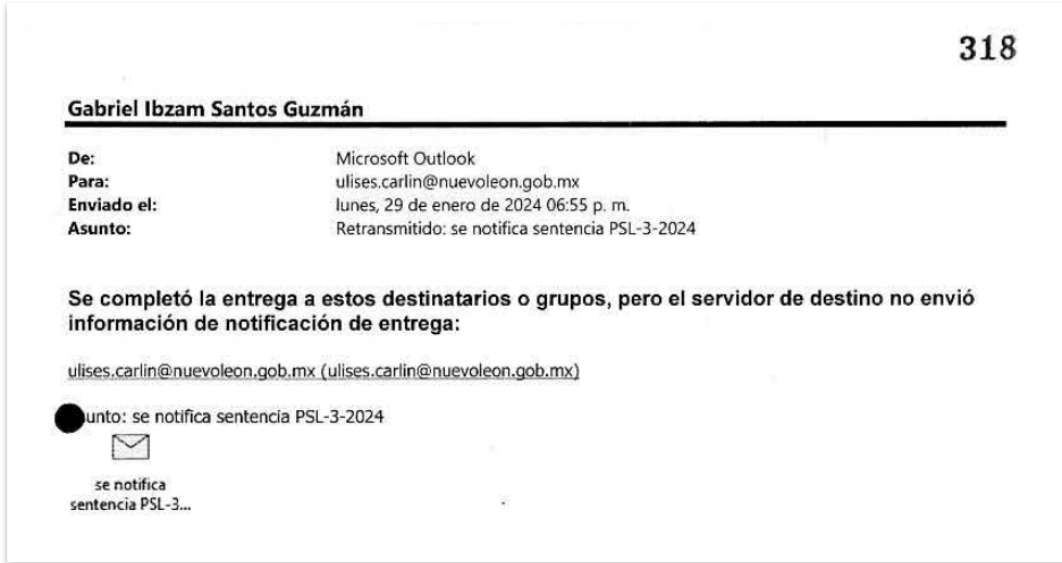 318
Gabriel Ibzam Santos Guzmán
De: Microsoft Outlook
Para: ulises.carlin@nuevoleon.gob.mx
Enviado el: lunes, 29 de enero de 2024 06:55 p. m.
Asunto: Retransmitido: se notifica sentencia PSL-3-2024
Se completó la entrega a estos destinatarios o grupos, pero el servidor de destino no envió
información de notificación de entrega:
ulises.carlin@nuevoleon.gob.mx (ulises.carlin@nuevoleon.gob.mx)
unto: se notifica sentencia PSL-3-2024
se notifica
sentencia PSL-3...